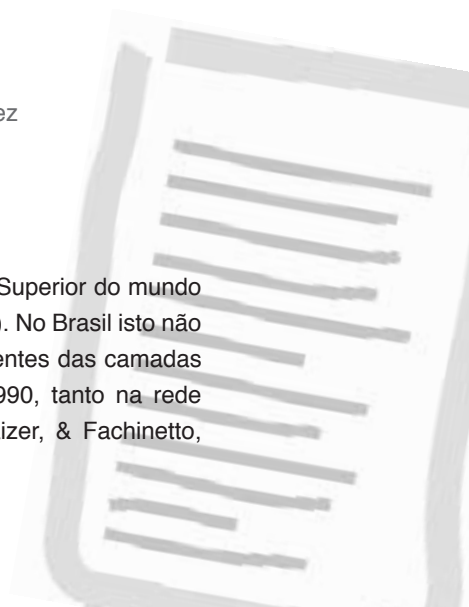 ez
Superior do mundo
). No Brasil isto não
entes das camadas
990, tanto na rede
izer, & Fachinetto,